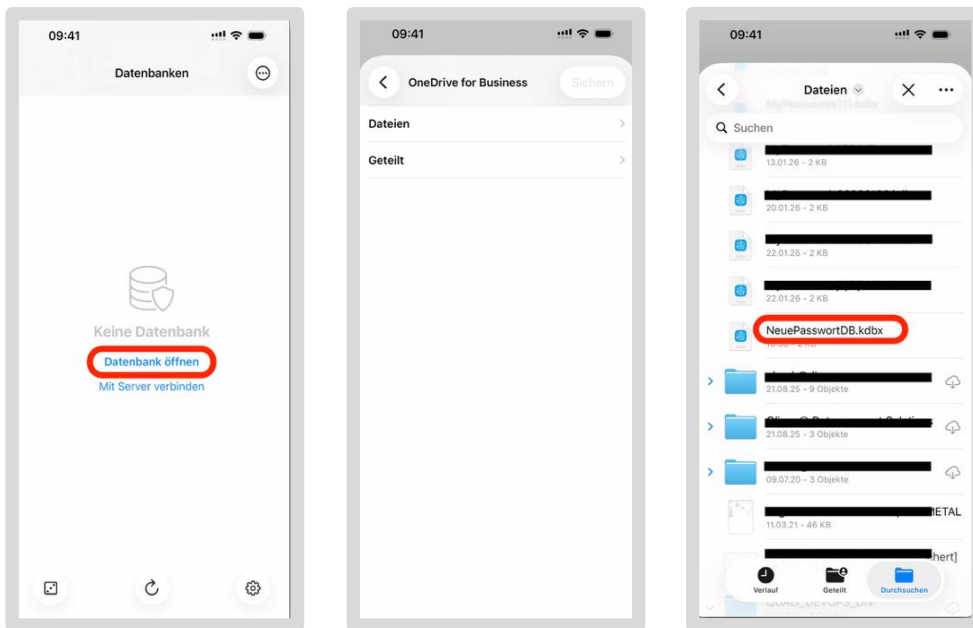 09:41
Datenbanken
Keine Datenbank
Datenbank öffnen
Mit Server verbinden
09:41
OneDrive for Business
Sichern
Dateien
Geteilt
09:41
Dateien
MyPasswords111.kdbx
Suchen
13.01.26 - 2 KB
20.01.26 - 2 KB
22.01.26 - 2 KB
22.01.26 - 2 KB
NeuePasswortDB.kdbx
21.08.25 - 9 Objekte
21.08.25 - 3 Objekte
09.07.20 - 3 Objekte
METAL
11.03.21 - 46 KB
hert]
Verlauf
Geteilt
Durchsuchen